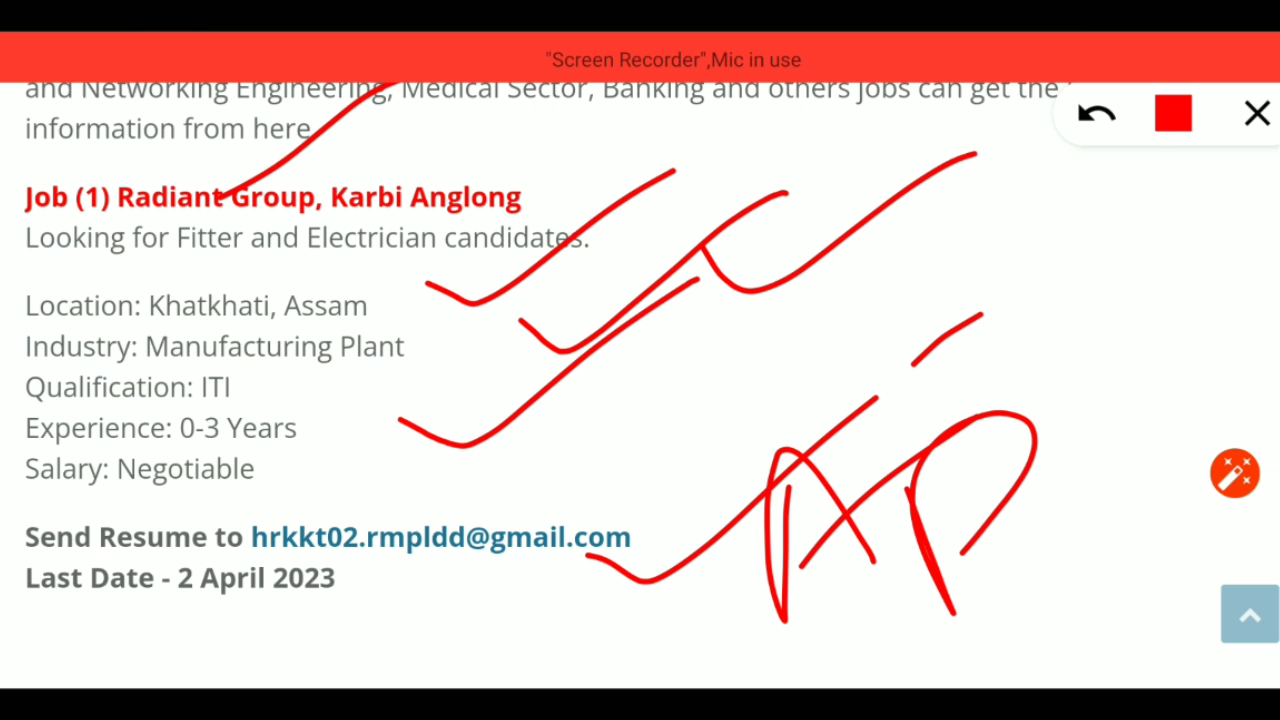 "Screen Recorder",Mic in use
and Networking Engineering, Medical Sector, Banking and others jobs can get the
information from here
Job (1) Radiant Group, Karbi Anglong
Looking for Fitter and Electrician candidates.
Location: Khatkhati, Assam
Industry: Manufacturing Plant
Qualification: ITI
Experience: 0-3 Years
Salary: Negotiable
Send Resume to hrkkt02.rmpldd@gmail.com
Last Date - 2 April 2023